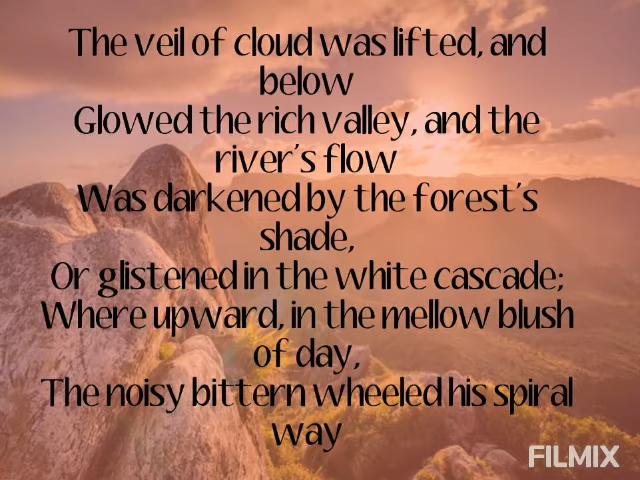 The veil of cloud was lifted, and
below
Glowed the rich valley, and the
river's flow
Was darkened by the forest's
shade,
Or glistened in the white cascade;
Where upward, in the mellow blush
of day,
The noisy bittern wheeled his spiral
way
FILMIX